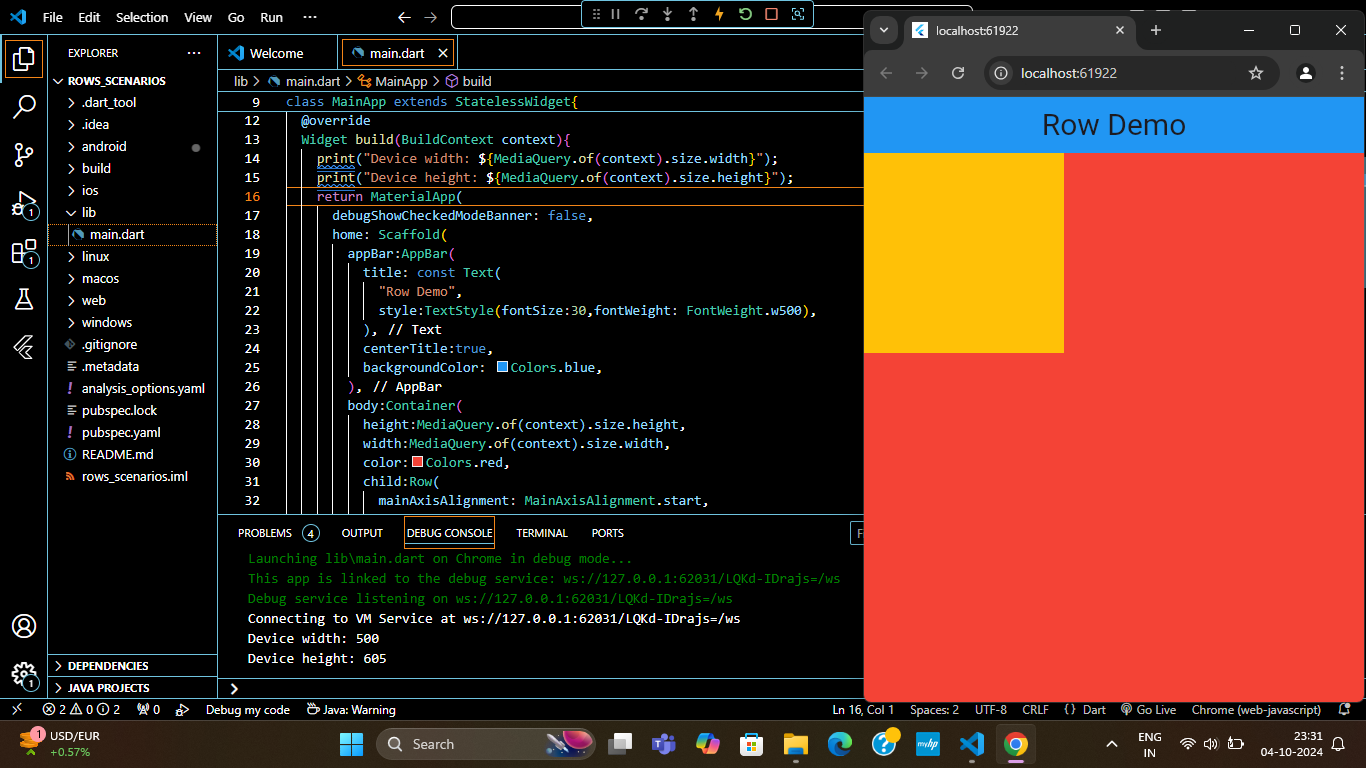 File Edit Selection View Go Run ···
localhost:61922
localhost:61922
EXPLORER ···
ROWS_SCENARIOS
.dart_tool
.idea
android
build
ios
lib
main.dart
linux
macos
web
windows
.gitignore
.metadata
! analysis_options.yaml
pubspec.lock
! pubspec.yaml
README.md
rows_scenarios.iml
DEPENDENCIES
JAVA PROJECTS
1
1
1
Welcome
main.dart
lib > main.dart > MainApp > build
9 class MainApp extends StatelessWidget{
12 @override
13 Widget build(BuildContext context){
14 print("Device width: ${MediaQuery.of(context).size.width}");
15 print("Device height: ${MediaQuery.of(context).size.height}");
16 return MaterialApp(
17 debugShowCheckedModeBanner: false,
18 home: Scaffold(
19 appBar:AppBar(
20 title: const Text(
21 "Row Demo",
22 style:TextStyle(fontSize:30,fontWeight: FontWeight.w500),
23 ), // Text
24 centerTitle:true,
25 backgroundColor: Colors.blue,
26 ), // AppBar
27 body:Container(
28 height:MediaQuery.of(context).size.height,
29 width:MediaQuery.of(context).size.width,
30 color:Colors.red,
31 child:Row(
32 mainAxisAlignment: MainAxisAlignment.start,
PROBLEMS 4 OUTPUT DEBUG CONSOLE TERMINAL PORTS
Launching lib\main.dart on Chrome in debug mode...
This app is linked to the debug service: ws://127.0.0.1:62031/LQKd-IDrajs=/ws
Debug service listening on ws://127.0.0.1:62031/LQKd-IDrajs=/ws
Connecting to VM Service at ws://127.0.0.1:62031/LQKd-IDrajs=/ws
Device width: 500
Device height: 605
Row Demo
2 0 2 0 Debug my code Java: Warning Ln 16, Col 1 Spaces: 2 UTF-8 CRLF {} Dart Go Live Chrome (web-javascript)
1 USD/EUR
+0.57%
Search
ENG
IN
23:31
04-10-2024